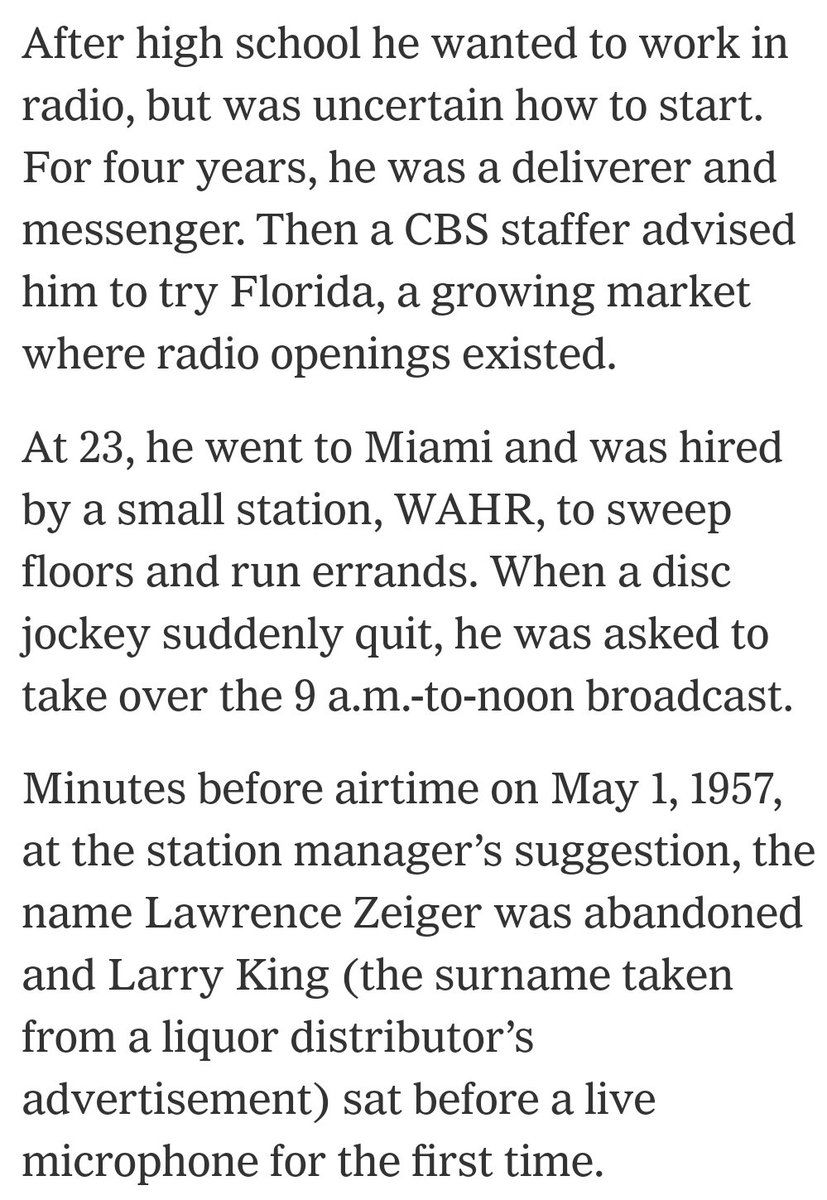 After high school he wanted to work in
radio, but was uncertain how to start.
For four years, he was a deliverer and
messenger. Then a CBS staffer advised
him to try Florida, a growing market
where radio openings existed.
At 23, he went to Miami and was hired
by a small station, WAHR, to sweep
floors and run errands. When a disc
jockey suddenly quit, he was asked to
take over the 9 a.m.-to-noon broadcast.
Minutes before airtime on May 1, 1957,
at the station manager’s suggestion, the
name Lawrence Zeiger was abandoned
and Larry King (the surname taken
from a liquor distributor’s
advertisement) sat before a live
microphone for the first time.